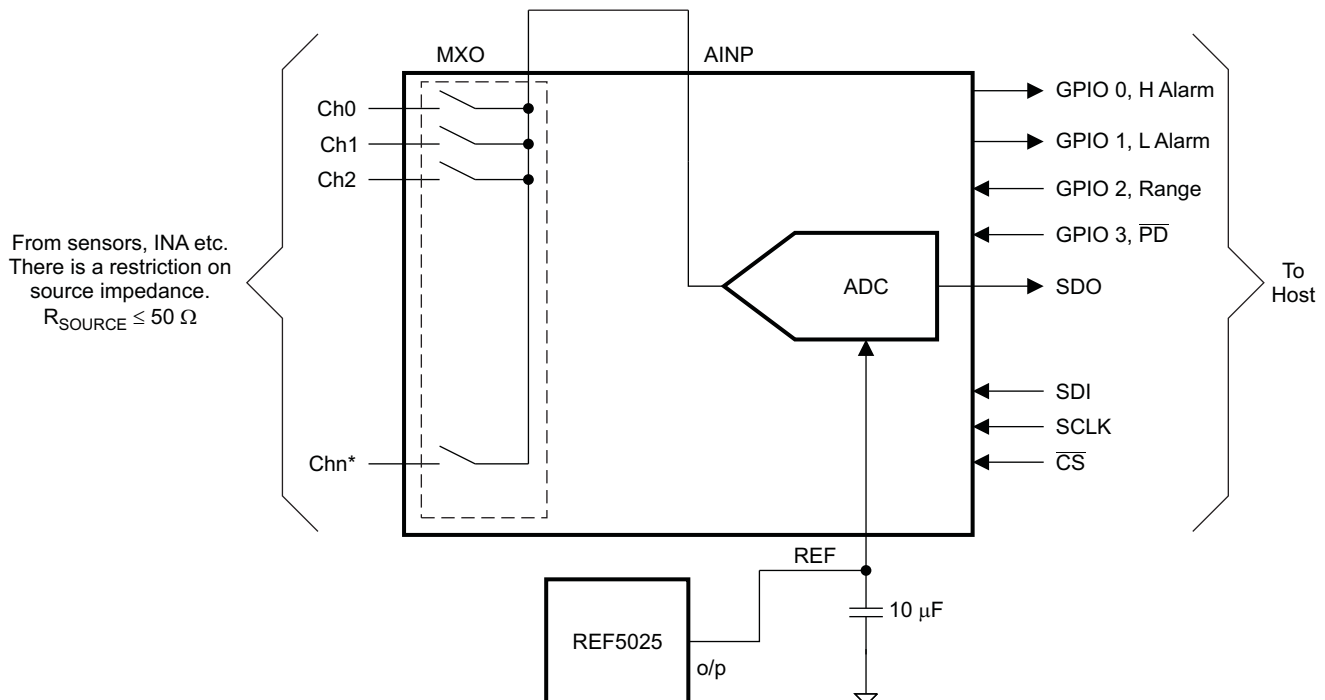 MXO
AINP
Ch0
Ch1
Ch2
Chn*
From sensors, INA etc.
There is a restriction on
source impedance.
R_SOURCE ≤ 50 Ω
ADC
GPIO 0, H Alarm
GPIO 1, L Alarm
GPIO 2, Range
GPIO 3, P̅D̅
SDO
SDI
SCLK
C̅S̅
To
Host
REF
10 μF
REF5025
o/p